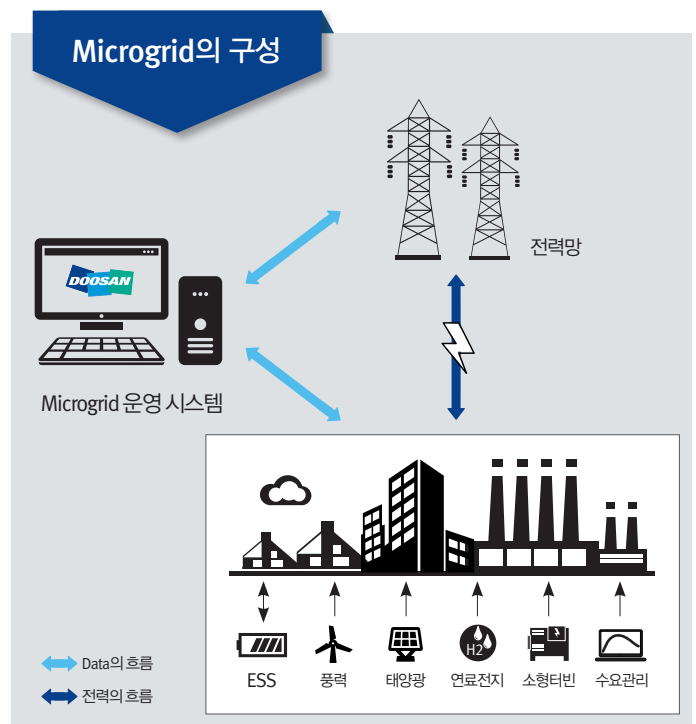 Microgrid의 구성
전력망
DOOSAN
Microgrid 운영 시스템
ESS
풍력
태양광
H2
연료전지
소형터빈
수요관리
Data의 흐름
전력의 흐름